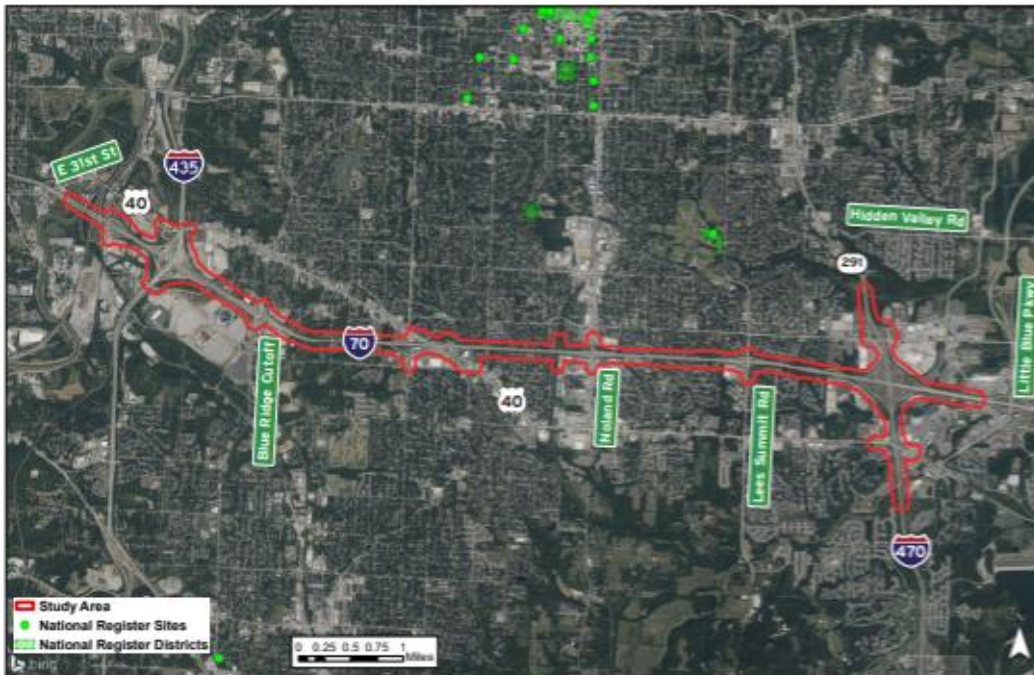 E 31st St
435
40
Hidden Valley Rd
291
Little Blue Pkwy
70
Blue Ridge Cutoff
40
Noland Rd
Lees Summit Rd
470
Study Area
National Register Sites
National Register Districts
0 0.25 0.5 0.75 1
Miles
bing